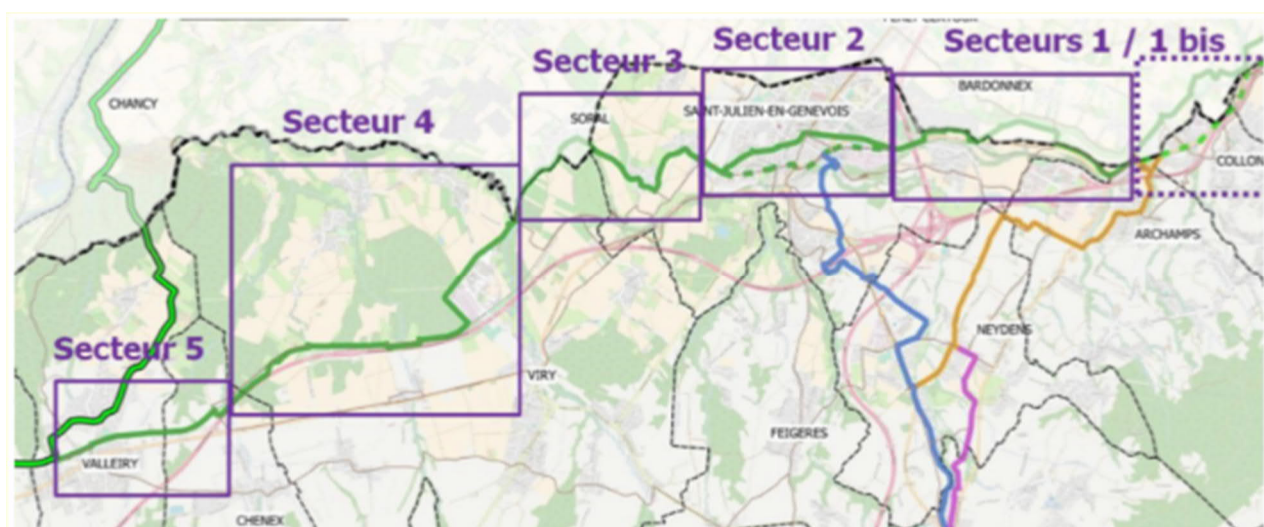 Secteur 2
Secteurs 1 / 1 bis
Secteur 3
BARDONNEX
CHANCY
SORAL
SAINT-JULIEN-EN-GENEVOIS
Secteur 4
COLLON
ARCHAMPS
NEYDENS
Secteur 5
VIRY
FEIGERES
VALLEIRY
CHENEX